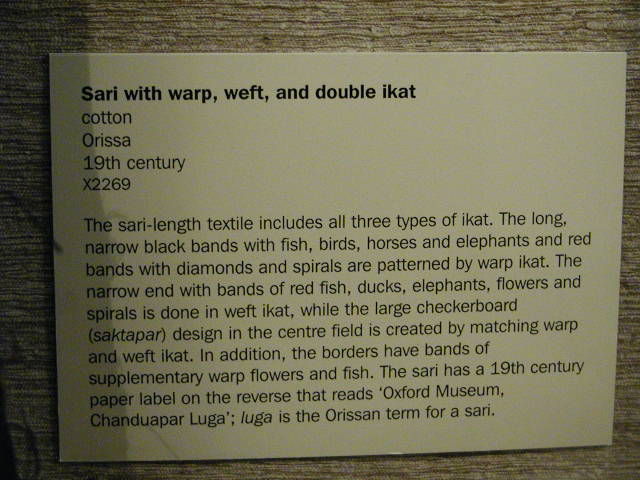 Sari with warp, weft, and double ikat
cotton
Orissa
19th century
X2269
The sari-length textile includes all three types of ikat. The long,
narrow black bands with fish, birds, horses and elephants and red
bands with diamonds and spirals are patterned by warp ikat. The
narrow end with bands of red fish, ducks, elephants, flowers and
spirals is done in weft ikat, while the large checkerboard
(saktapar) design in the centre field is created by matching warp
and weft ikat. In addition, the borders have bands of
supplementary warp flowers and fish. The sari has a 19th century
paper label on the reverse that reads ‘Oxford Museum,
Chanduapar Luga’; luga is the Orissan term for a sari.